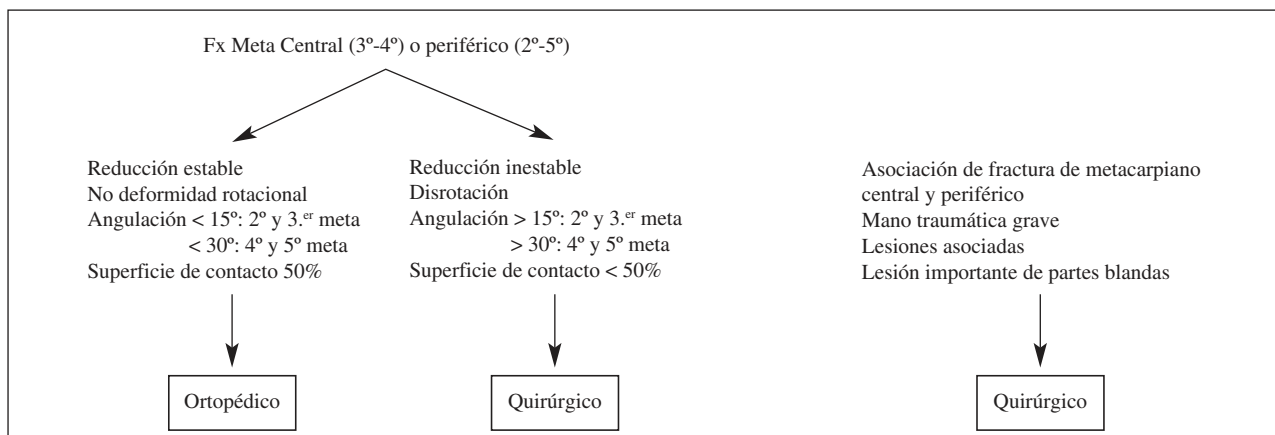 Fx Meta Central (3º-4º) o periférico (2º-5º)
Reducción estable
No deformidad rotacional
Angulación < 15º: 2º y 3.er meta
< 30º: 4º y 5º meta
Superficie de contacto 50%
Ortopédico
Reducción inestable
Disrotación
Angulación > 15º: 2º y 3.er meta
> 30º: 4º y 5º meta
Superficie de contacto < 50%
Quirúrgico
Asociación de fractura de metacarpiano
central y periférico
Mano traumática grave
Lesiones asociadas
Lesión importante de partes blandas
Quirúrgico